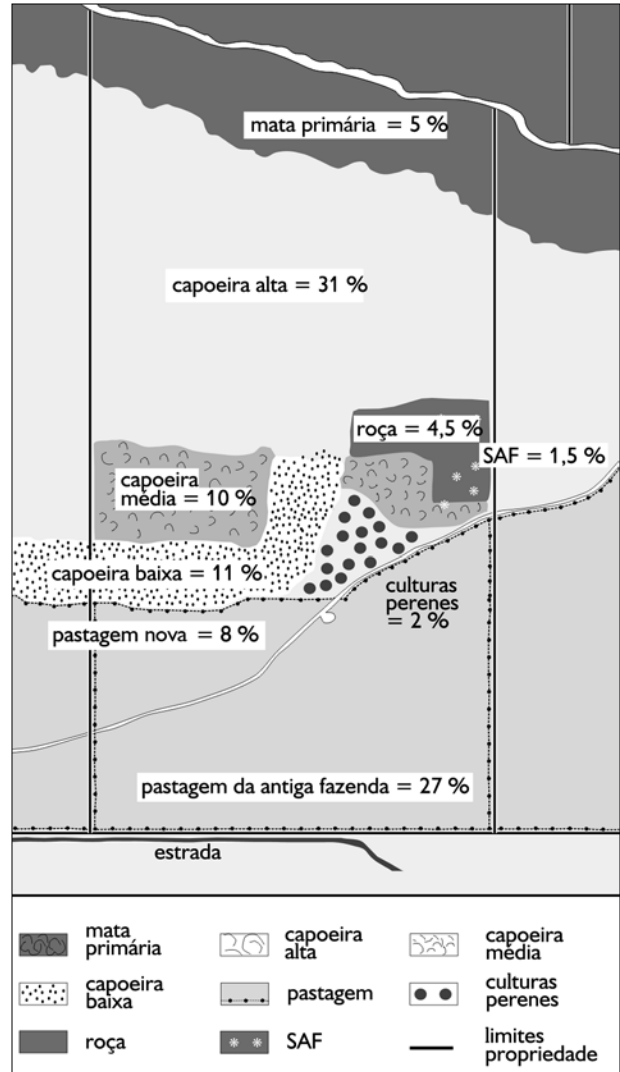 mata primária = 5 %
capoeira alta = 31 %
roça = 4,5 %
SAF = 1,5 %
capoeira
média = 10 %
capoeira baixa = 11 %
culturas
perenes
= 2 %
pastagem nova = 8 %
pastagem da antiga fazenda = 27 %
estrada
mata
primária
capoeira
alta
capoeira
média
capoeira
baixa
pastagem
culturas
perenes
roça
SAF
limites
propriedade